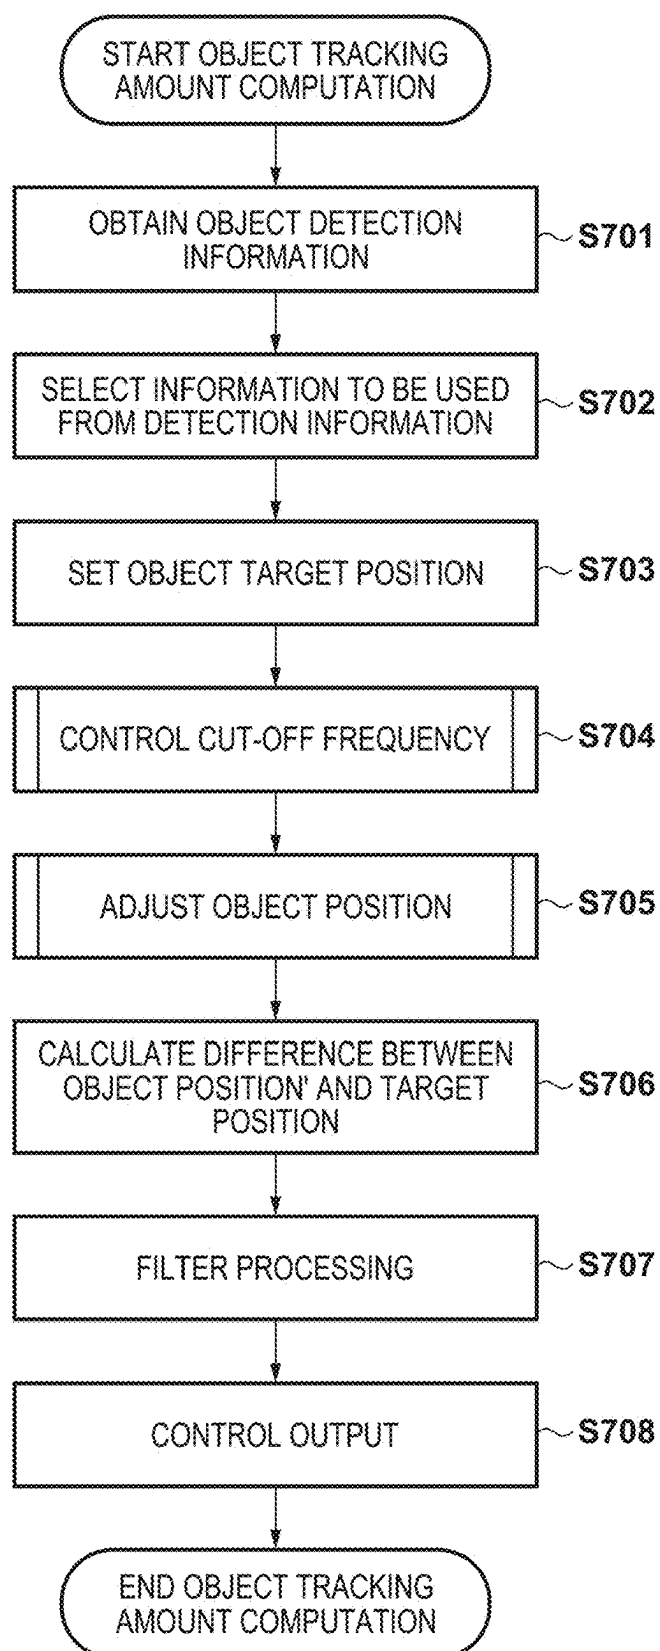 START OBJECT TRACKING
AMOUNT COMPUTATION
OBTAIN OBJECT DETECTION
INFORMATION
S701
SELECT INFORMATION TO BE USED
FROM DETECTION INFORMATION
S702
SET OBJECT TARGET POSITION
S703
CONTROL CUT-OFF FREQUENCY
S704
ADJUST OBJECT POSITION
S705
CALCULATE DIFFERENCE BETWEEN
OBJECT POSITION' AND TARGET
POSITION
S706
FILTER PROCESSING
S707
CONTROL OUTPUT
S708
END OBJECT TRACKING
AMOUNT COMPUTATION